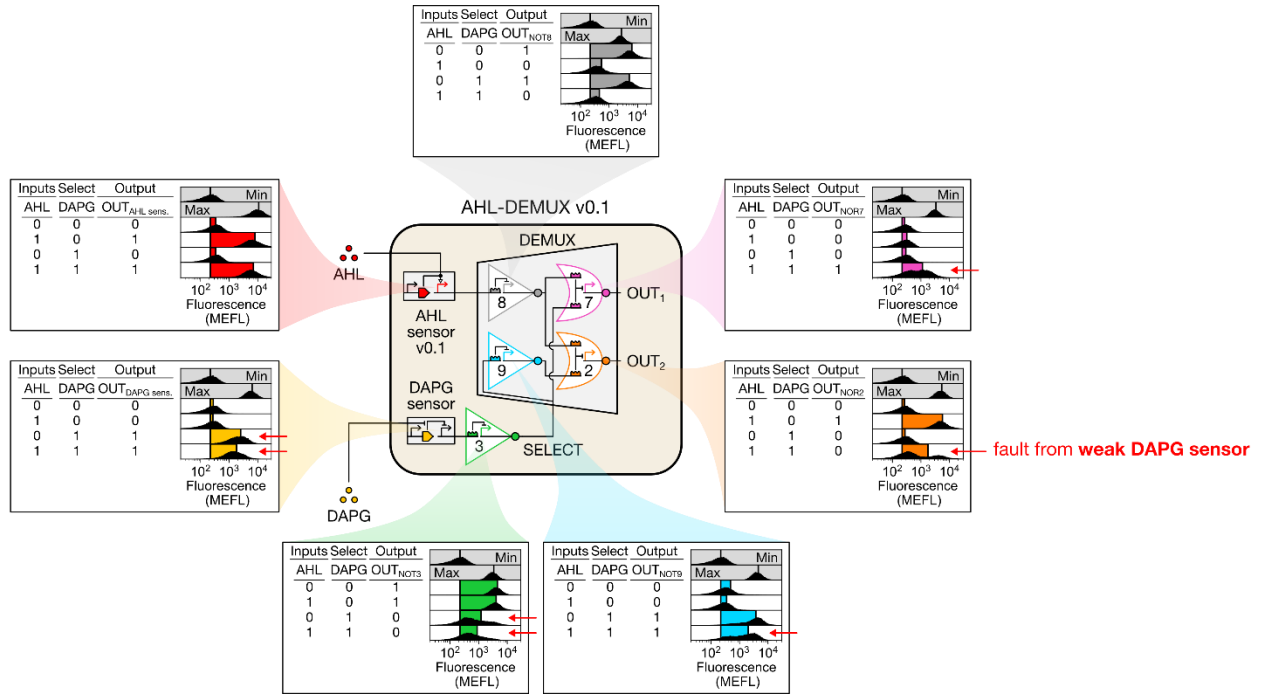 Inputs Select Output
AHL DAPG OUTNOT8
0 0 1
1 0 0
0 1 1
1 1 0
Min
Max
10² 10³ 10⁴
Fluorescence
(MEFL)
Inputs Select Output
AHL DAPG OUTAHL sens.
0 0 0
1 0 1
0 1 0
1 1 1
Min
Max
10² 10³ 10⁴
Fluorescence
(MEFL)
AHL-DEMUX v0.1
DEMUX
AHL
AHL
sensor
v0.1
8
7
OUT₁
9
2
OUT₂
DAPG
sensor
3
SELECT
DAPG
Inputs Select Output
AHL DAPG OUTNOR7
0 0 0
1 0 0
0 1 0
1 1 1
Min
Max
10² 10³ 10⁴
Fluorescence
(MEFL)
Inputs Select Output
AHL DAPG OUTDAPG sens.
0 0 0
1 0 0
0 1 1
1 1 1
Min
Max
10² 10³ 10⁴
Fluorescence
(MEFL)
Inputs Select Output
AHL DAPG OUTNOR2
0 0 0
1 0 1
0 1 0
1 1 0
Min
Max
10² 10³ 10⁴
Fluorescence
(MEFL)
fault from weak DAPG sensor
Inputs Select Output
AHL DAPG OUTNOT3
0 0 1
1 0 1
0 1 0
1 1 0
Min
Max
10² 10³ 10⁴
Fluorescence
(MEFL)
Inputs Select Output
AHL DAPG OUTNOT9
0 0 0
1 0 0
0 1 1
1 1 1
Min
Max
10² 10³ 10⁴
Fluorescence
(MEFL)